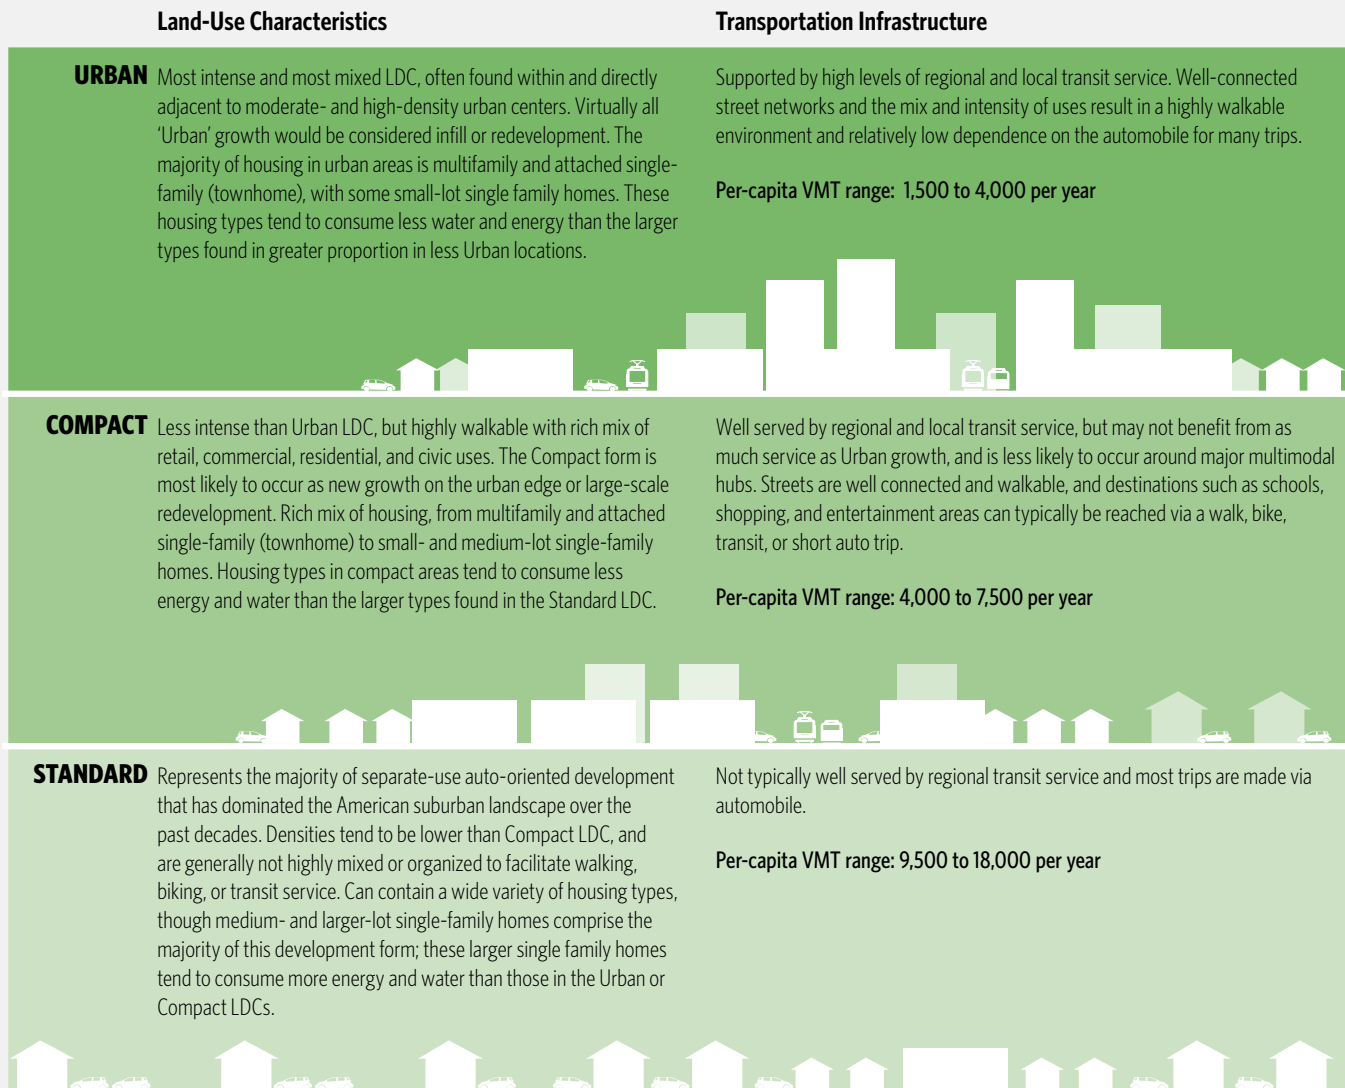 Land-Use Characteristics
Transportation Infrastructure
URBAN
Most intense and most mixed LDC, often found within and directly
adjacent to moderate- and high-density urban centers. Virtually all
‘Urban’ growth would be considered infill or redevelopment. The
majority of housing in urban areas is multifamily and attached single-
family (townhome), with some small-lot single family homes. These
housing types tend to consume less water and energy than the larger
types found in greater proportion in less Urban locations.
Supported by high levels of regional and local transit service. Well-connected
street networks and the mix and intensity of uses result in a highly walkable
environment and relatively low dependence on the automobile for many trips.
Per-capita VMT range: 1,500 to 4,000 per year
COMPACT
Less intense than Urban LDC, but highly walkable with rich mix of
retail, commercial, residential, and civic uses. The Compact form is
most likely to occur as new growth on the urban edge or large-scale
redevelopment. Rich mix of housing, from multifamily and attached
single-family (townhome) to small- and medium-lot single-family
homes. Housing types in compact areas tend to consume less
energy and water than the larger types found in the Standard LDC.
Well served by regional and local transit service, but may not benefit from as
much service as Urban growth, and is less likely to occur around major multimodal
hubs. Streets are well connected and walkable, and destinations such as schools,
shopping, and entertainment areas can typically be reached via a walk, bike,
transit, or short auto trip.
Per-capita VMT range: 4,000 to 7,500 per year
STANDARD
Represents the majority of separate-use auto-oriented development
that has dominated the American suburban landscape over the
past decades. Densities tend to be lower than Compact LDC, and
are generally not highly mixed or organized to facilitate walking,
biking, or transit service. Can contain a wide variety of housing types,
though medium- and larger-lot single-family homes comprise the
majority of this development form; these larger single family homes
tend to consume more energy and water than those in the Urban or
Compact LDCs.
Not typically well served by regional transit service and most trips are made via
automobile.
Per-capita VMT range: 9,500 to 18,000 per year